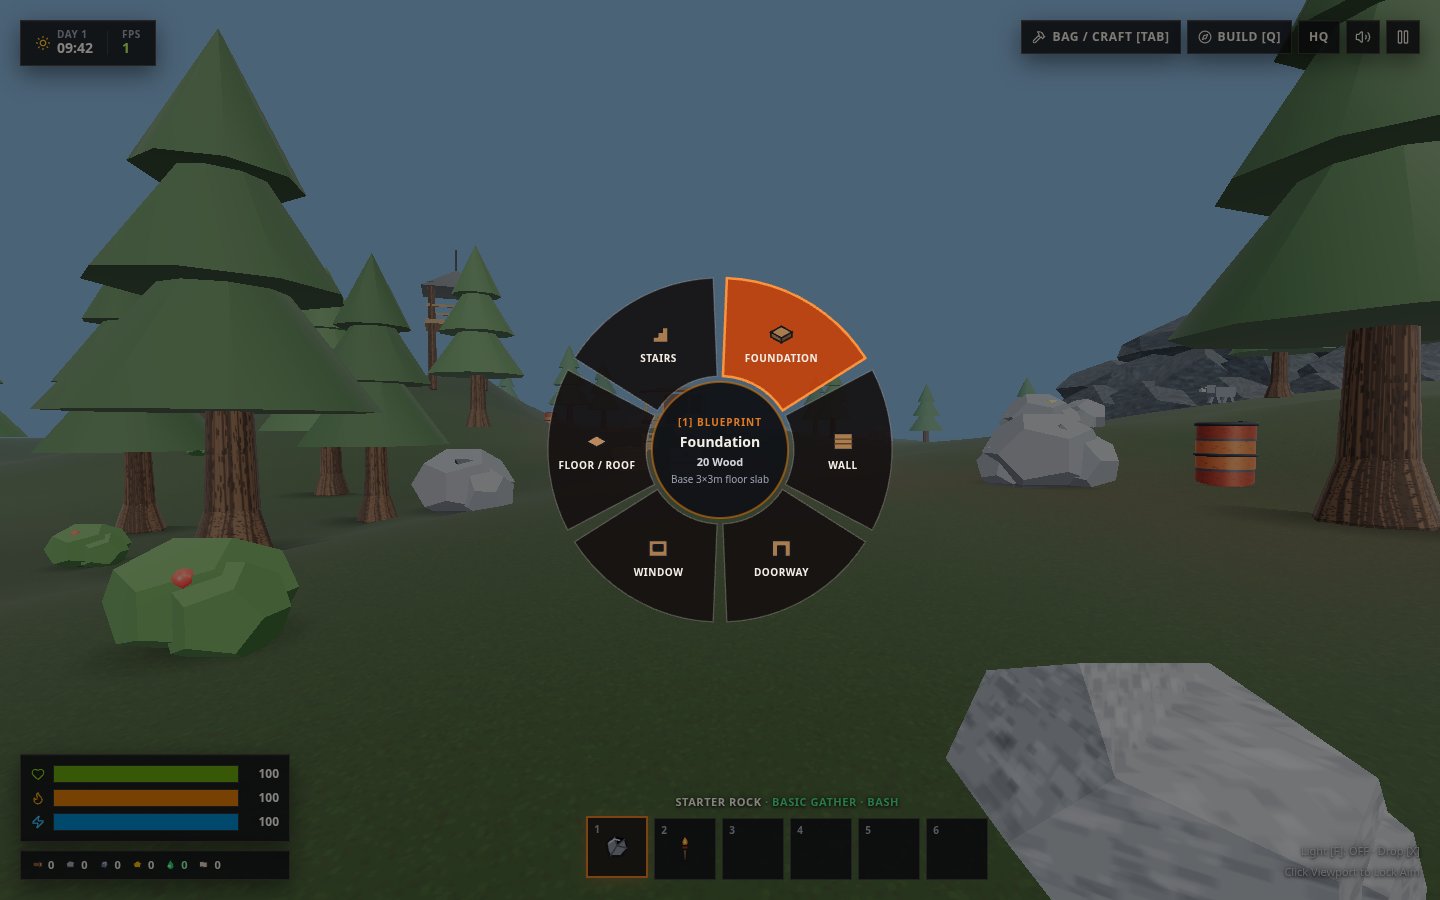 DAY 1
09:42
FPS
1
BAG / CRAFT [TAB]
BUILD [Q]
HQ
STAIRS
FOUNDATION
[1] BLUEPRINT
Foundation
20 Wood
Base 3×3m floor slab
FLOOR / ROOF
WALL
WINDOW
DOORWAY
100
100
100
0 0 0 0 0 0
STARTER ROCK · BASIC GATHER · BASH
1 2 3 4 5 6
Light [F]: OFF · Drop [X]
Click Viewport to Lock Aim